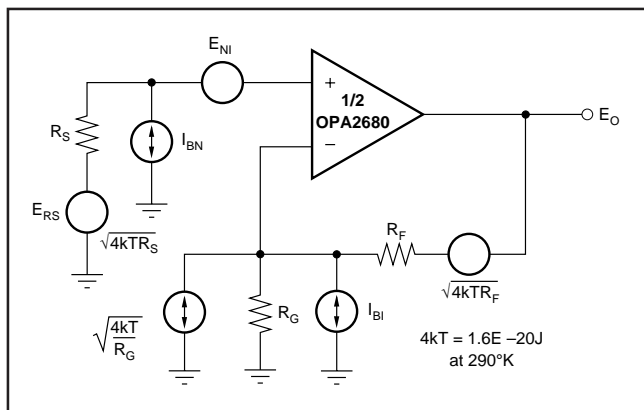 E_NI
+
1/2
OPA2680
−
E_O
R_S
I_BN
E_RS
√4kTR_S
R_F
√4kTR_F
√4kT/R_G
R_G
I_BI
4kT = 1.6E –20J
at 290°K